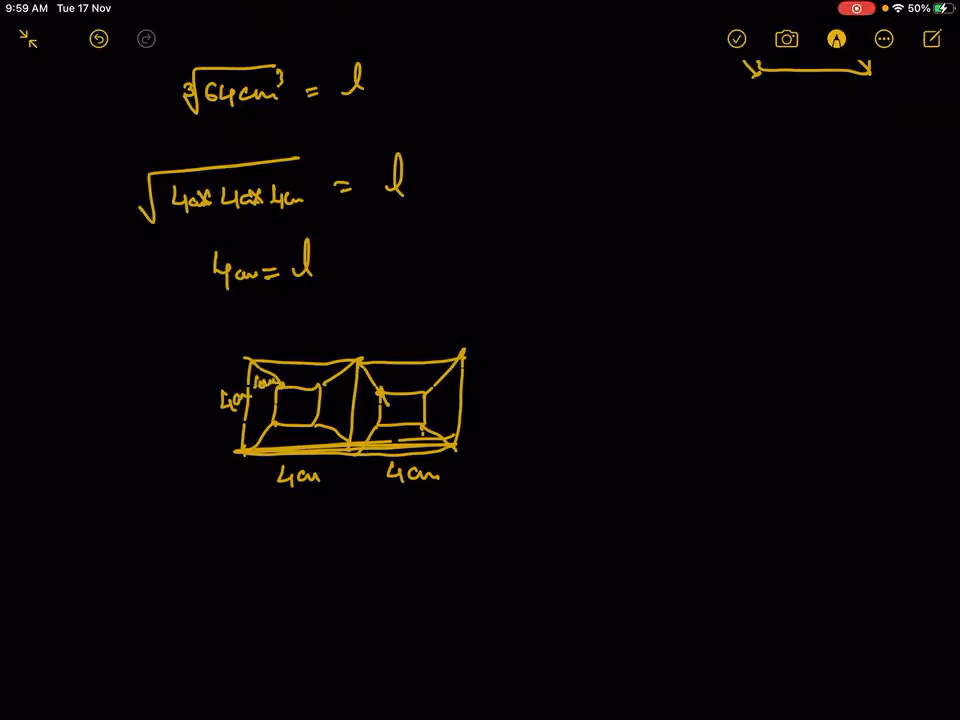 9:59 AM Tue 17 Nov
50%
∛64cm³ = l
√4cm×4cm×4cm = l
4cm = l
4cm
4cm 4cm